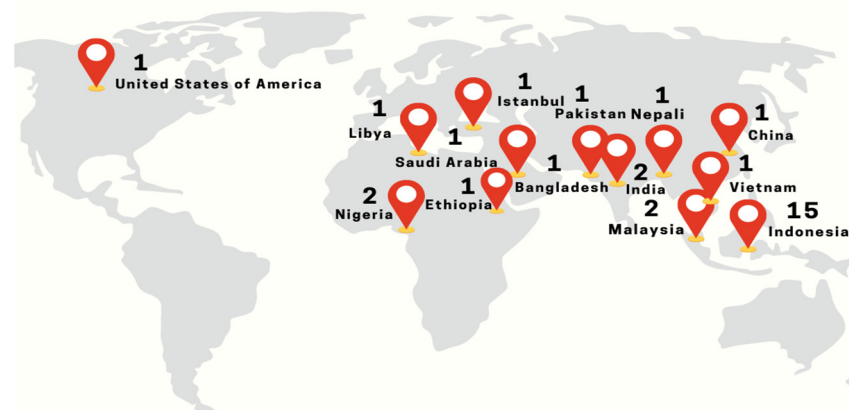 1
United States of America
1
Istanbul
1
Pakistan
1
Nepali
1
China
1
Libya
1
Saudi Arabia
1
Bangladesh
2
India
1
Vietnam
2
Nigeria
1
Ethiopia
2
Malaysia
15
Indonesia